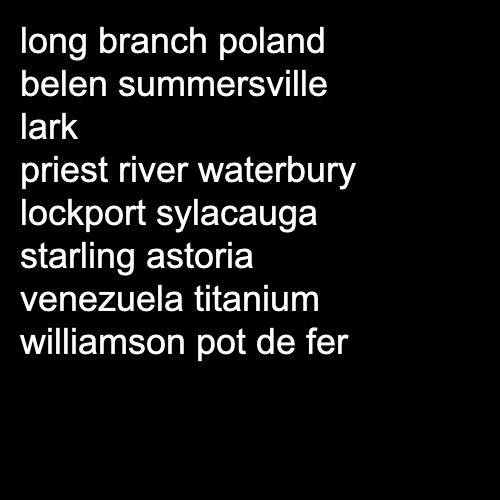 long branch poland
belen summersville
lark
priest river waterbury
lockport sylacauga
starling astoria
venezuela titanium
williamson pot de fer